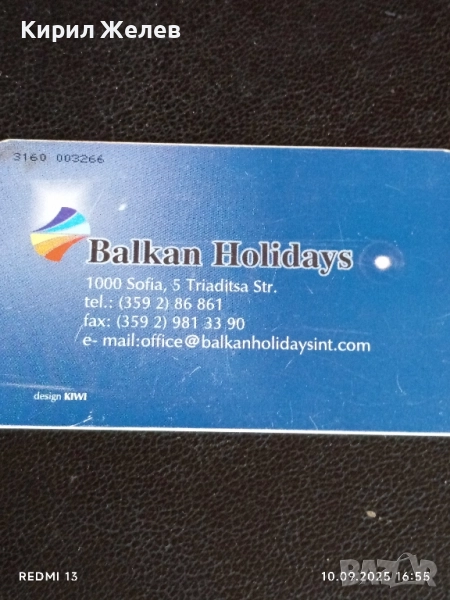 Кирил Желев
3160 003266
Balkan Holidays
1000 Sofia, 5 Triaditsa Str.
tel.: (359 2) 86 861
fax: (359 2) 981 33 90
e- mail:office@balkanholidaysint.com
design KIWI
BAZAR
REDMI 13
10.09.2025 16:55